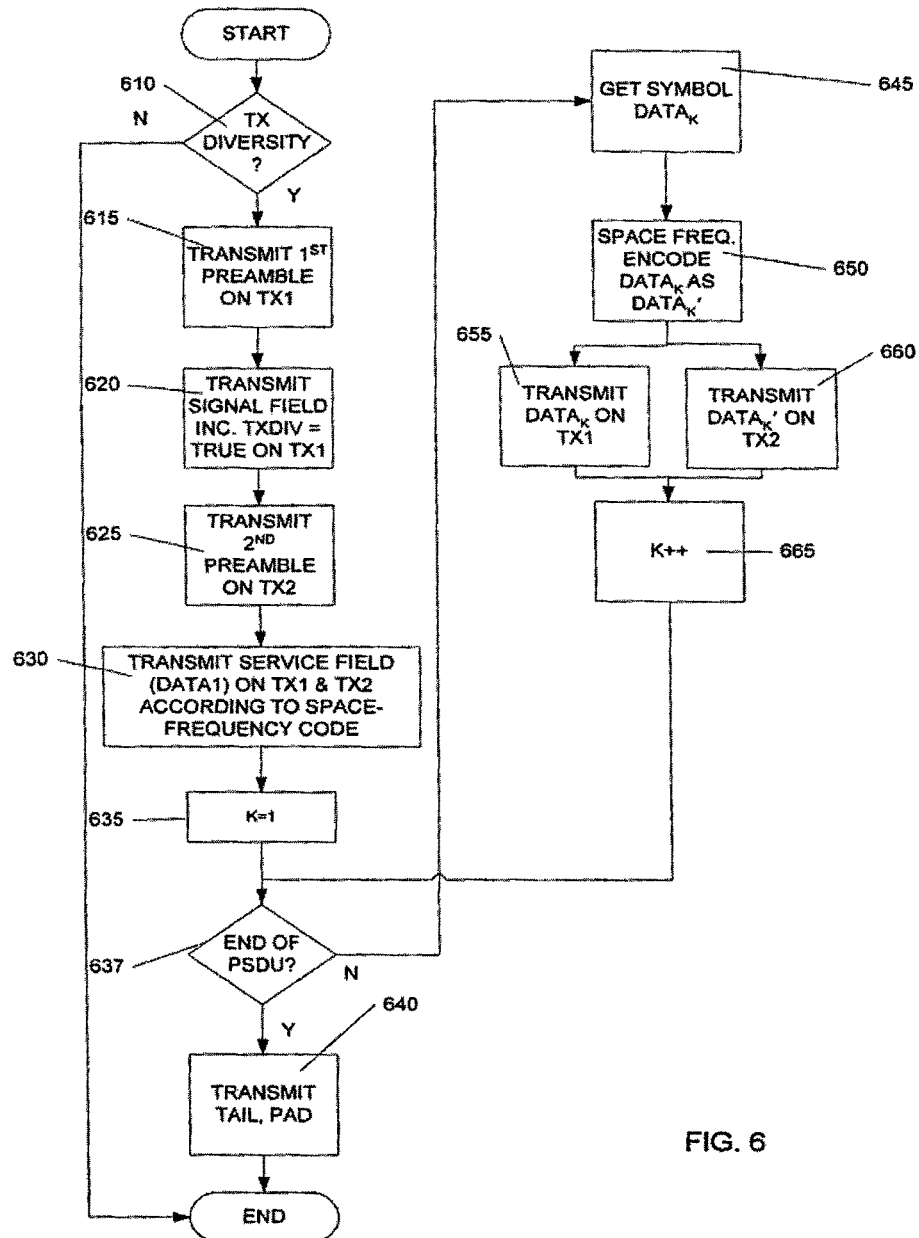 START
610
N
TX
DIVERSITY
?
Y
615
TRANSMIT 1ST
PREAMBLE
ON TX1
620
TRANSMIT
SIGNAL FIELD
INC. TXDIV =
TRUE ON TX1
625
TRANSMIT
2ND
PREAMBLE
ON TX2
630
TRANSMIT SERVICE FIELD
(DATA1) ON TX1 & TX2
ACCORDING TO SPACE-
FREQUENCY CODE
635
K=1
637
END OF
PSDU?
N
Y
640
TRANSMIT
TAIL, PAD
END
645
GET SYMBOL
DATAK
SPACE FREQ.
ENCODE
DATAK AS
DATAK'
650
655
TRANSMIT
DATAK ON
TX1
660
TRANSMIT
DATAK' ON
TX2
K++
665
FIG. 6